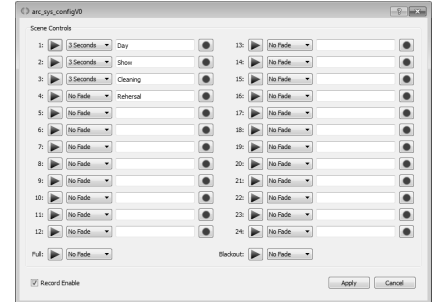 arc_sys_configV0
Scene Controls
1: 3 Seconds Day
2: 3 Seconds Show
3: 3 Seconds Cleaning
4: No Fade Rehersal
5: No Fade
6: No Fade
7: No Fade
8: No Fade
9: No Fade
10: No Fade
11: No Fade
12: No Fade
13: No Fade
14: No Fade
15: No Fade
16: No Fade
17: No Fade
18: No Fade
19: No Fade
20: No Fade
21: No Fade
22: No Fade
23: No Fade
24: No Fade
Full: No Fade
Blackout: No Fade
Record Enable
Apply
Cancel